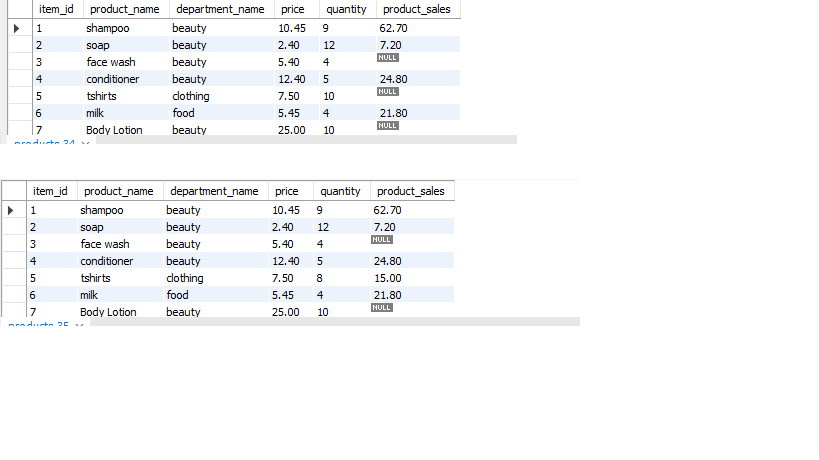 item_id product_name department_name price quantity product_sales
1 shampoo beauty 10.45 9 62.70
2 soap beauty 2.40 12 7.20
3 face wash beauty 5.40 4 NULL
4 conditioner beauty 12.40 5 24.80
5 tshirts clothing 7.50 10 NULL
6 milk food 5.45 4 21.80
7 Body Lotion beauty 25.00 10 NULL
products 34
item_id product_name department_name price quantity product_sales
1 shampoo beauty 10.45 9 62.70
2 soap beauty 2.40 12 7.20
3 face wash beauty 5.40 4 NULL
4 conditioner beauty 12.40 5 24.80
5 tshirts clothing 7.50 8 15.00
6 milk food 5.45 4 21.80
7 Body Lotion beauty 25.00 10 NULL
products 35